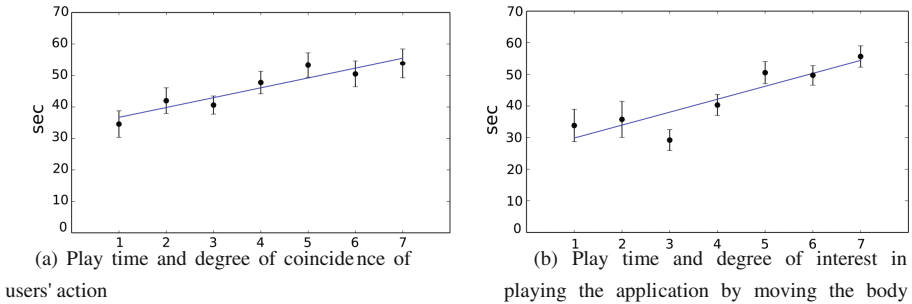 70
60
50
40
30
20
10
0
sec
1 2 3 4 5 6 7
(a) Play time and degree of coincidence of
users' action
70
60
50
40
30
20
10
0
sec
1 2 3 4 5 6 7
(b) Play time and degree of interest in
playing the application by moving the body